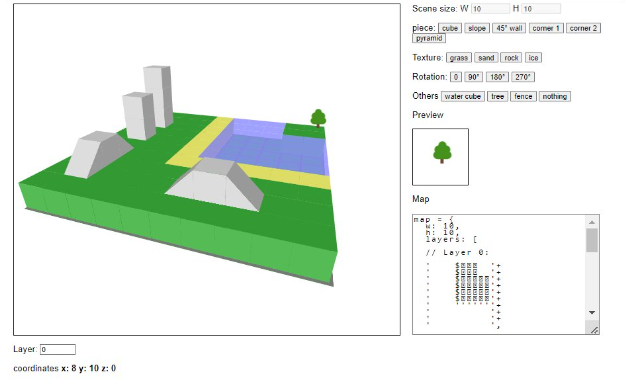 Scene size: W 10 H 10
piece: cube slope 45° wall corner 1 corner 2
pyramid
Texture: grass sand rock ice
Rotation: 0 90° 180° 270°
Others water cube tree fence nothing
Preview
Map
map = {
w: 10,
h: 10,
layers: [
// Layer 0:
Layer: 0
coordinates x: 8 y: 10 z: 0